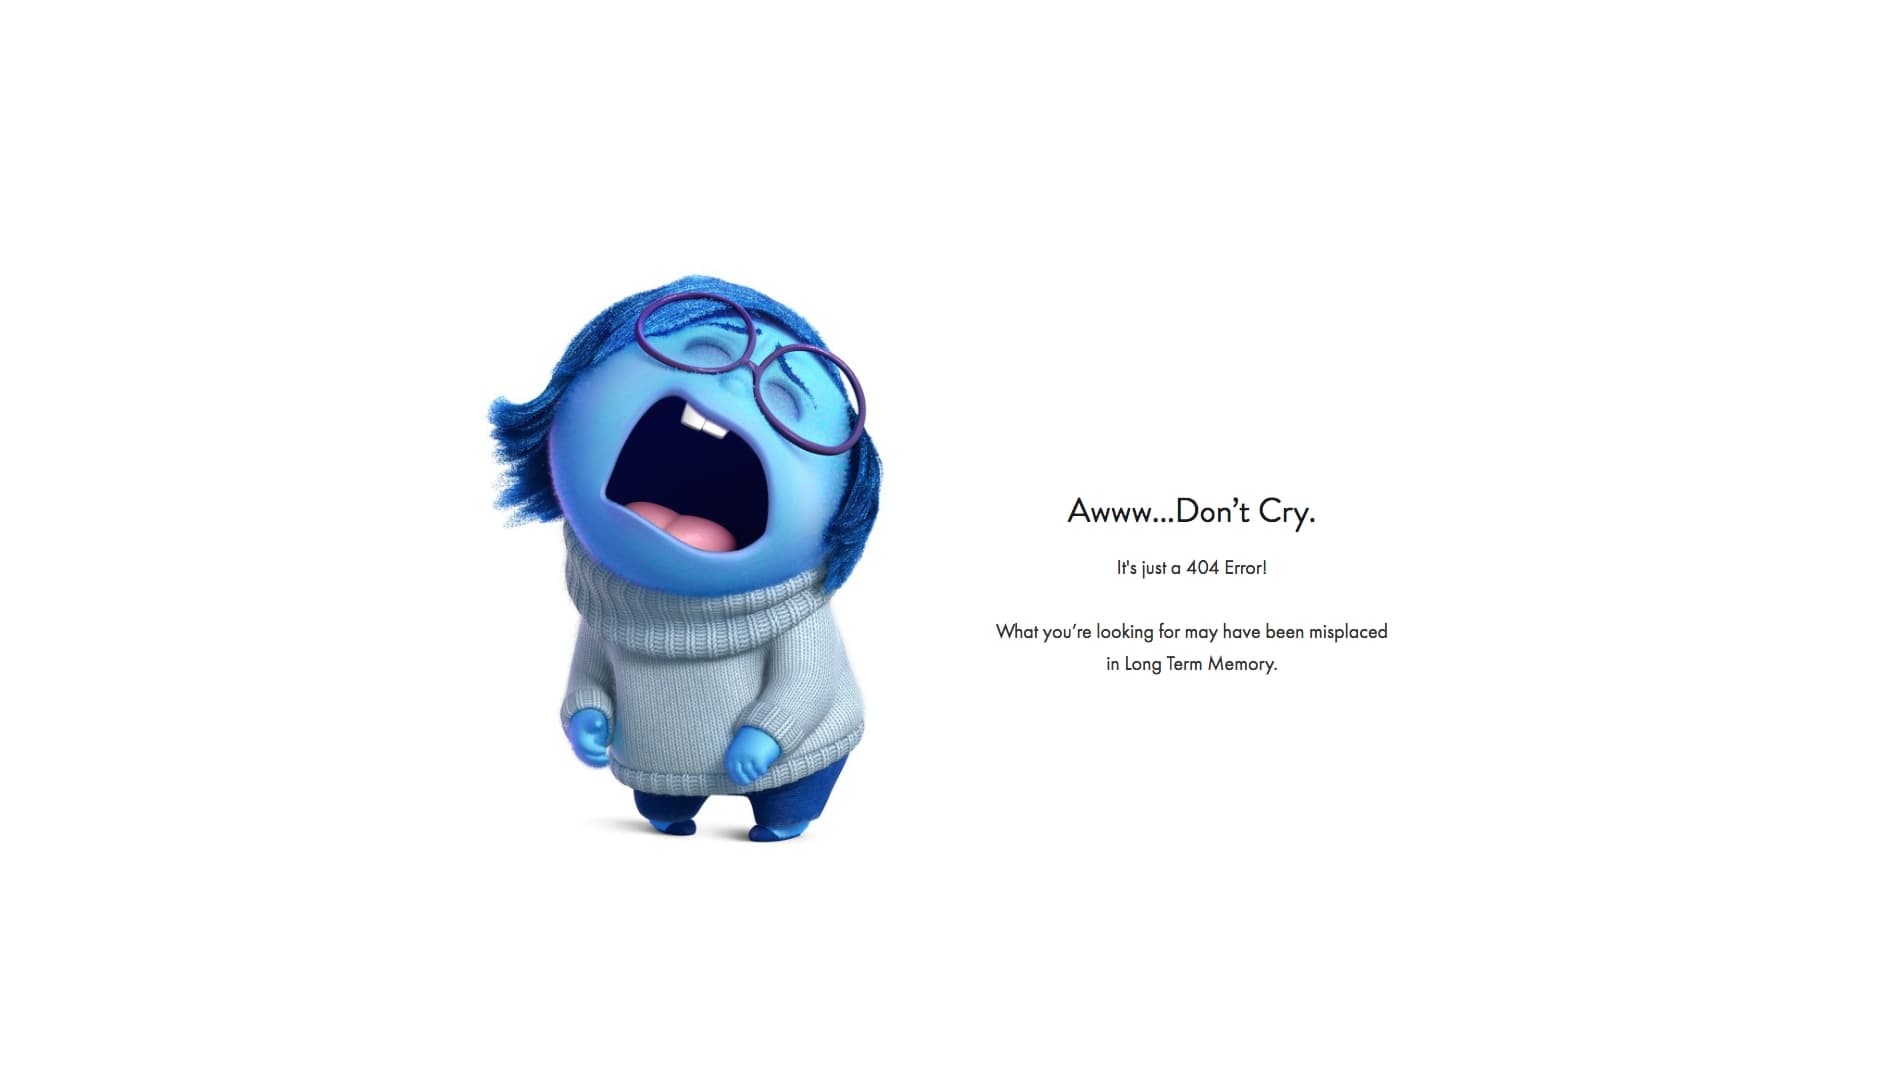 Awww...Don’t Cry.
It's just a 404 Error!
What you’re looking for may have been misplaced
in Long Term Memory.